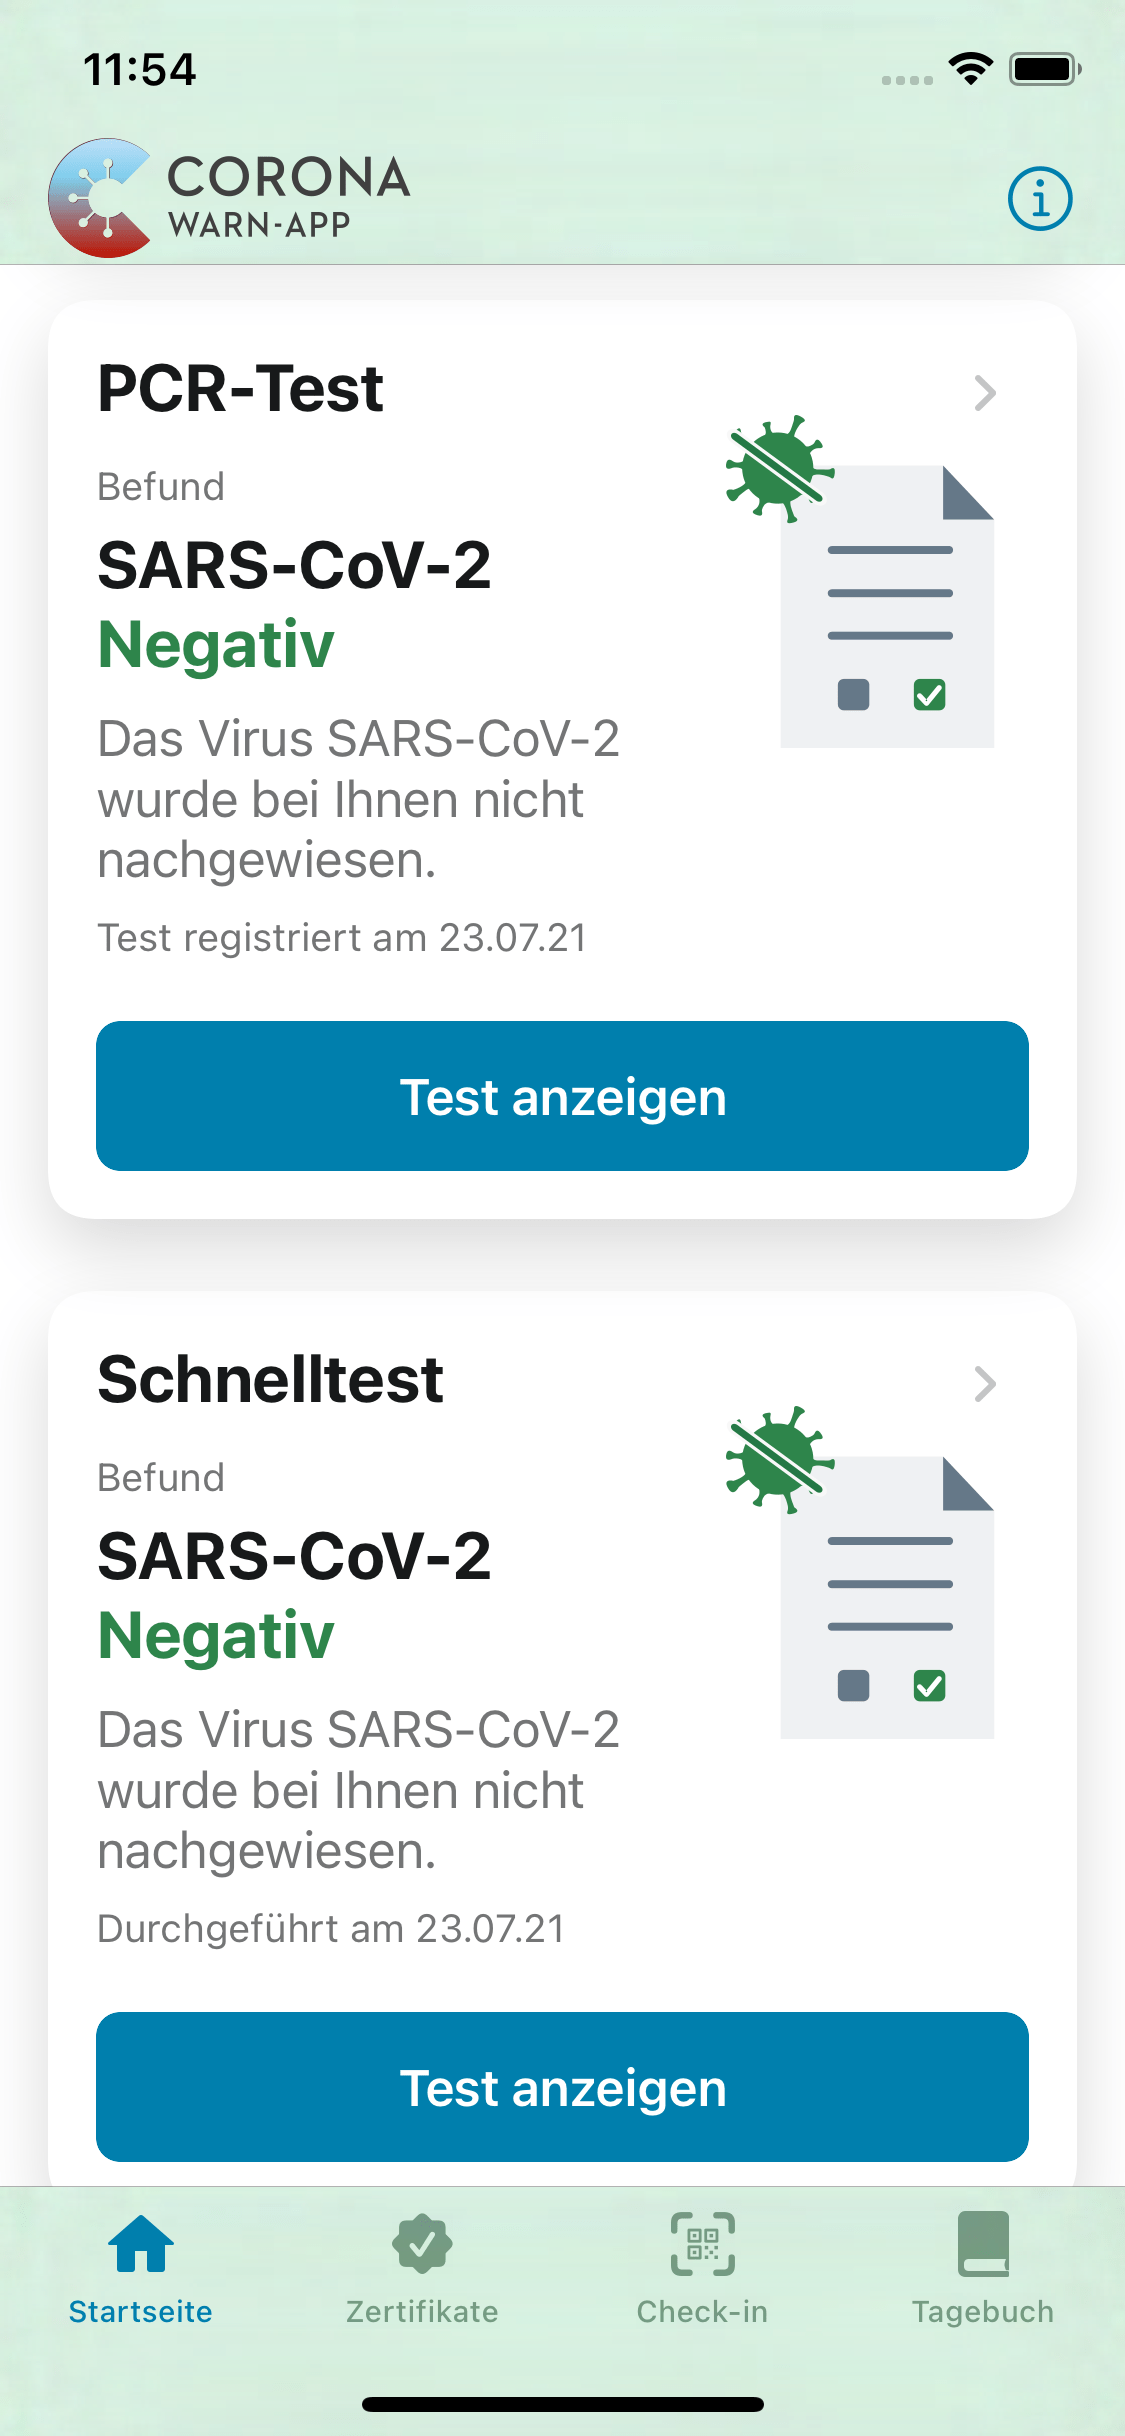 11:54
CORONA
WARN-APP
PCR-Test
Befund
SARS-CoV-2
Negativ
Das Virus SARS-CoV-2
wurde bei Ihnen nicht
nachgewiesen.
Test registriert am 23.07.21
Test anzeigen
Schnelltest
Befund
SARS-CoV-2
Negativ
Das Virus SARS-CoV-2
wurde bei Ihnen nicht
nachgewiesen.
Durchgeführt am 23.07.21
Test anzeigen
Startseite
Zertifikate
Check-in
Tagebuch